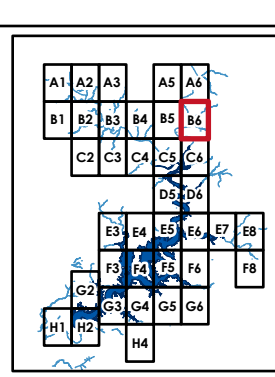 A1 A2 A3 A5 A6
B1 B2 B3 B4 B5 B6
C2 C3 C4 C5 C6
D5 D6
E3 E4 E5 E6 E7 E8
F3 F4 F5 F6 F8
G2
G3 G4 G5 G6
H1 H2
H4